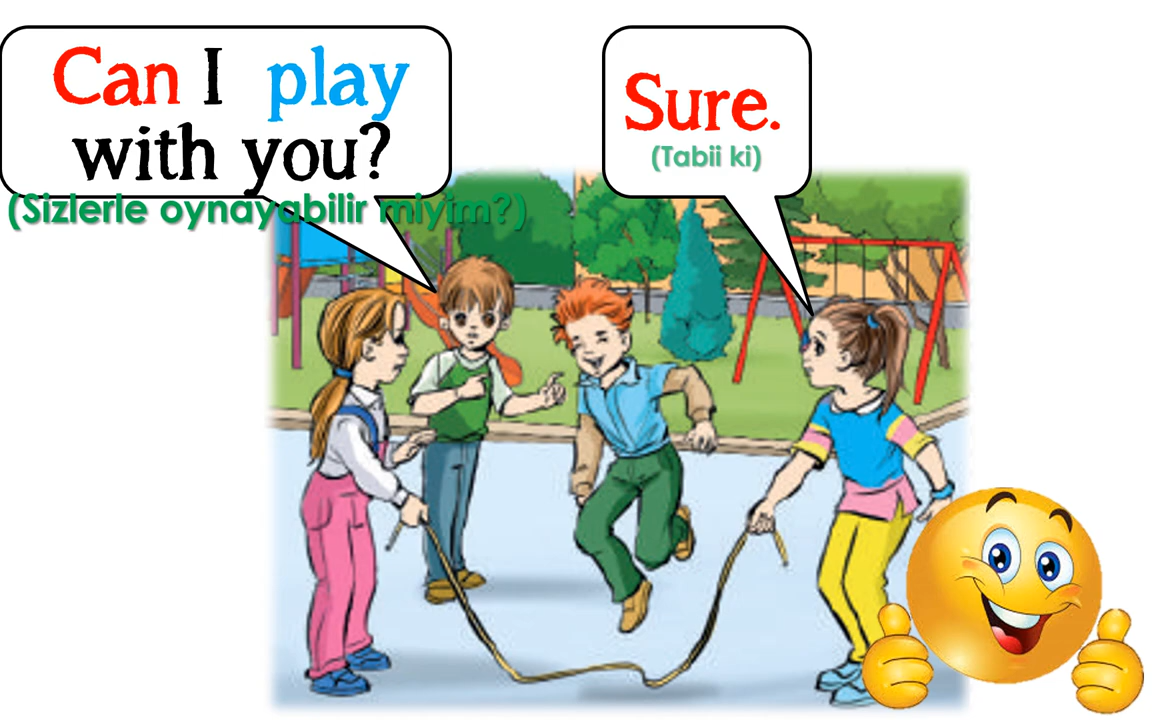 Can I play
with you?
(Sizlerle oynayabilir miyim?)
Sure.
(Tabii ki)